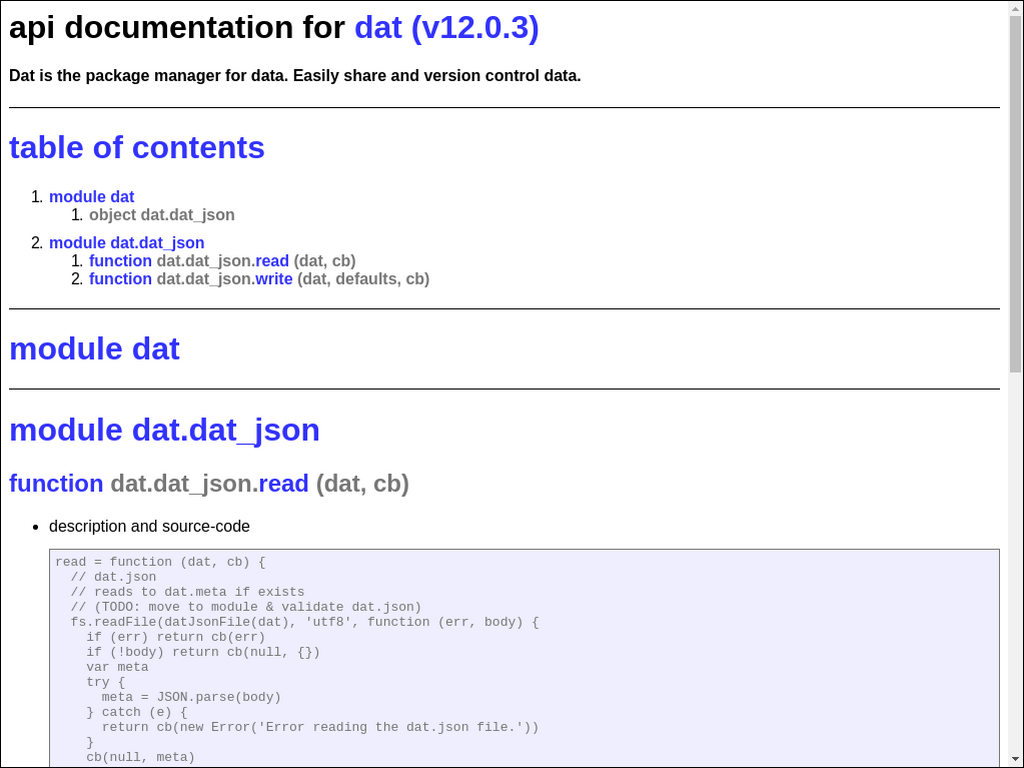 api documentation for dat (v12.0.3)
Dat is the package manager for data. Easily share and version control data.
table of contents
1. module dat
1. object dat.dat_json
2. module dat.dat_json
1. function dat.dat_json.read (dat, cb)
2. function dat.dat_json.write (dat, defaults, cb)
module dat
module dat.dat_json
function dat.dat_json.read (dat, cb)
• description and source-code
read = function (dat, cb) {
  // dat.json
  // reads to dat.meta if exists
  // (TODO: move to module & validate dat.json)
  fs.readFile(datJsonFile(dat), 'utf8', function (err, body) {
    if (err) return cb(err)
    if (!body) return cb(null, {})
    var meta
    try {
      meta = JSON.parse(body)
    } catch (e) {
      return cb(new Error('Error reading the dat.json file.'))
    }
    cb(null, meta)